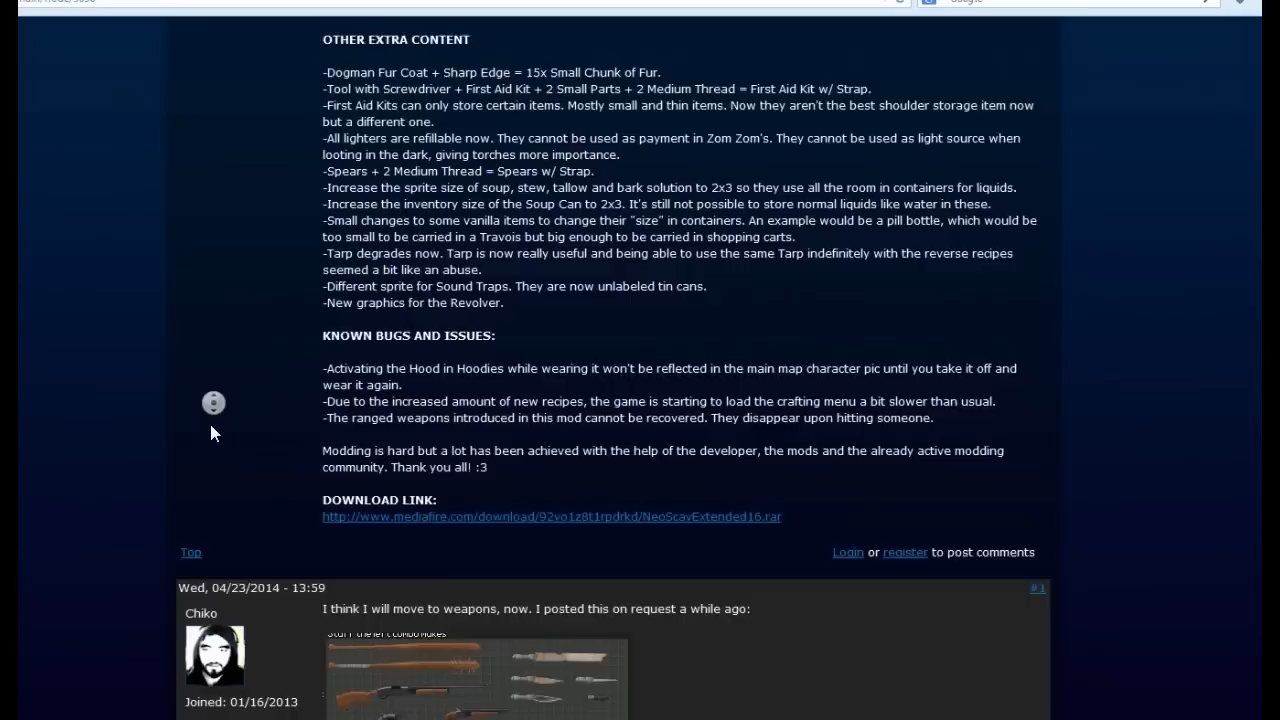 OTHER EXTRA CONTENT
-Dogman Fur Coat + Sharp Edge = 15x Small Chunk of Fur.
-Tool with Screwdriver + First Aid Kit + 2 Small Parts + 2 Medium Thread = First Aid Kit w/ Strap.
-First Aid Kits can only store certain items. Mostly small and thin items. Now they aren't the best shoulder storage item now
but a different one.
-All lighters are refillable now. They cannot be used as payment in Zom Zom's. They cannot be used as light source when
looting in the dark, giving torches more importance.
-Spears + 2 Medium Thread = Spears w/ Strap.
-Increase the sprite size of soup, stew, tallow and bark solution to 2x3 so they use all the room in containers for liquids.
-Increase the inventory size of the Soup Can to 2x3. It's still not possible to store normal liquids like water in these.
-Small changes to some vanilla items to change their "size" in containers. An example would be a pill bottle, which would be
too small to be carried in a Travois but big enough to be carried in shopping carts.
-Tarp degrades now. Tarp is now really useful and being able to use the same Tarp indefinitely with the reverse recipes
seemed a bit like an abuse.
-Different sprite for Sound Traps. They are now unlabeled tin cans.
-New graphics for the Revolver.
KNOWN BUGS AND ISSUES:
-Activating the Hood in Hoodies while wearing it won't be reflected in the main map character pic until you take it off and
wear it again.
-Due to the increased amount of new recipes, the game is starting to load the crafting menu a bit slower than usual.
-The ranged weapons introduced in this mod cannot be recovered. They disappear upon hitting someone.
Modding is hard but a lot has been achieved with the help of the developer, the mods and the already active modding
community. Thank you all! :3
DOWNLOAD LINK:
http://www.mediafire.com/download/92vo1z8t1rpdrkd/NeoScavExtended16.rar
Top
Login or register to post comments
Wed, 04/23/2014 - 13:59
#1
Chiko
I think I will move to weapons, now. I posted this on request a while ago:
Joined: 01/16/2013